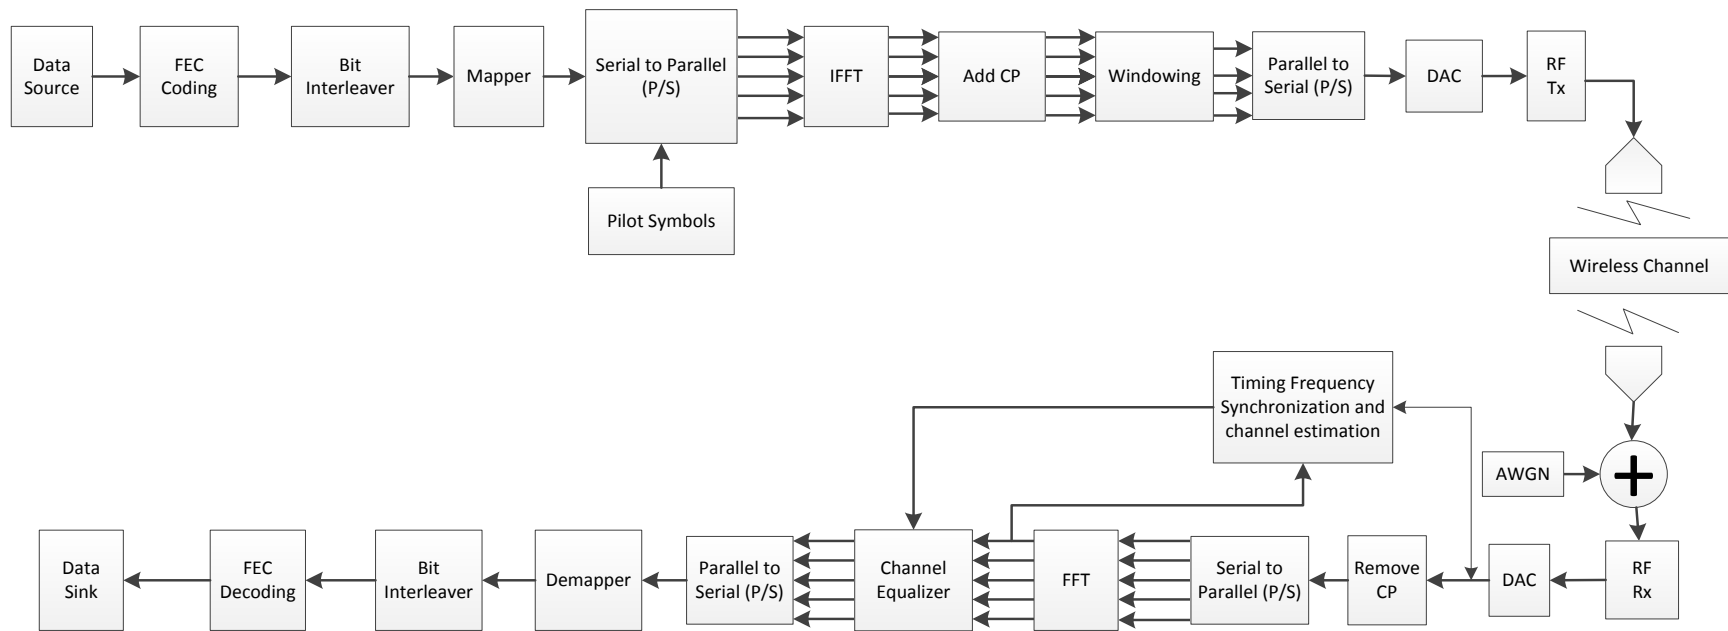 Data
Source
FEC
Coding
Bit
Interleaver
Mapper
Serial to Parallel
(P/S)
IFFT
Add CP
Windowing
Parallel to
Serial (P/S)
DAC
RF
Tx
Pilot Symbols
Wireless Channel
Timing Frequency
Synchronization and
channel estimation
AWGN
Data
Sink
FEC
Decoding
Bit
Interleaver
Demapper
Parallel to
Serial (P/S)
Channel
Equalizer
FFT
Serial to
Parallel (P/S)
Remove
CP
DAC
RF
Rx